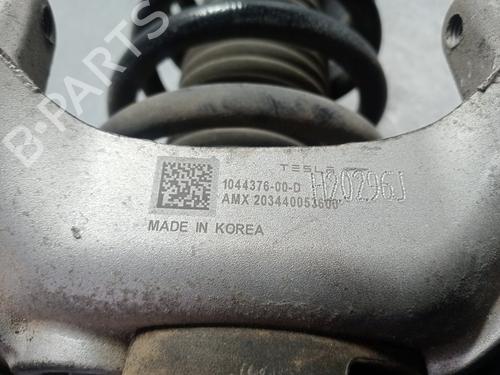 B-PARTS
TESLA
1044376-00-D
H20296J
AMX 203440053600
MADE IN KOREA